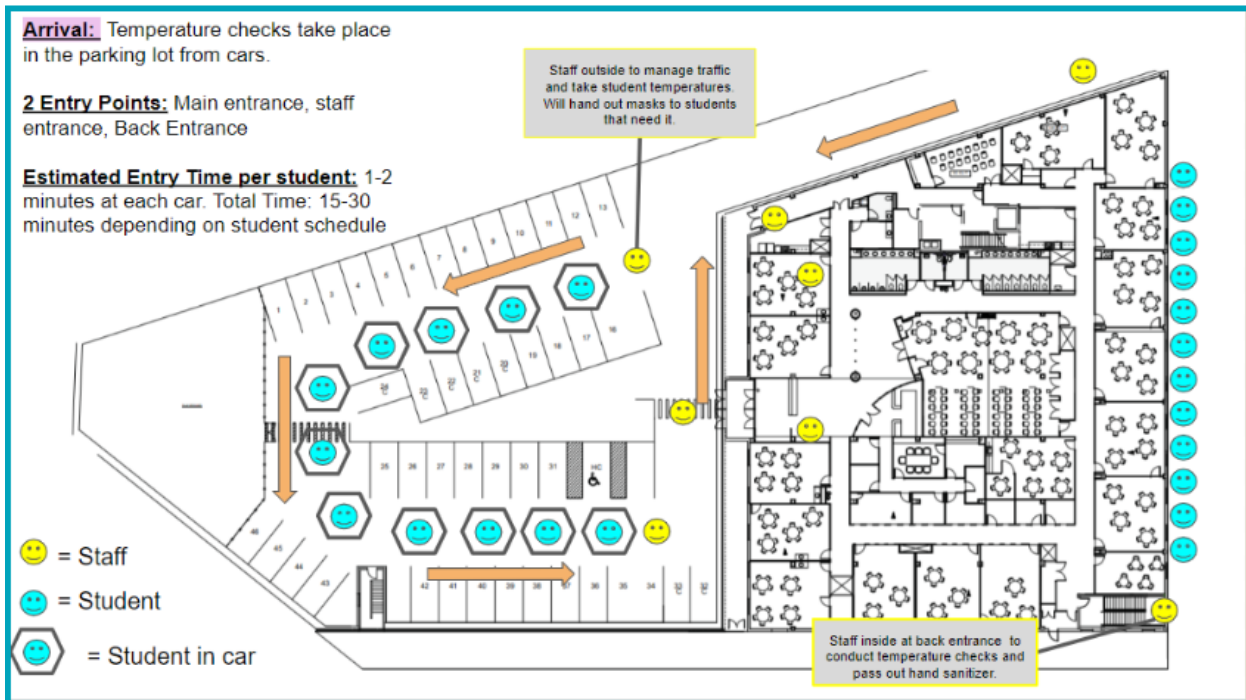 Arrival: Temperature checks take place
in the parking lot from cars.
2 Entry Points: Main entrance, staff
entrance, Back Entrance
Estimated Entry Time per student: 1-2
minutes at each car. Total Time: 15-30
minutes depending on student schedule
Staff outside to manage traffic
and take student temperatures.
Will hand out masks to students
that need it.
1 2 3 4 5 6 7 8 9 10 11 12 13
22 21 20 19 18 17 16
25 26 27 28 29 30 31 HC
46
45
44
43
42 41 40 39 38 37 36 35 34
= Staff
= Student
= Student in car
Staff inside at back entrance to
conduct temperature checks and
pass out hand sanitizer.